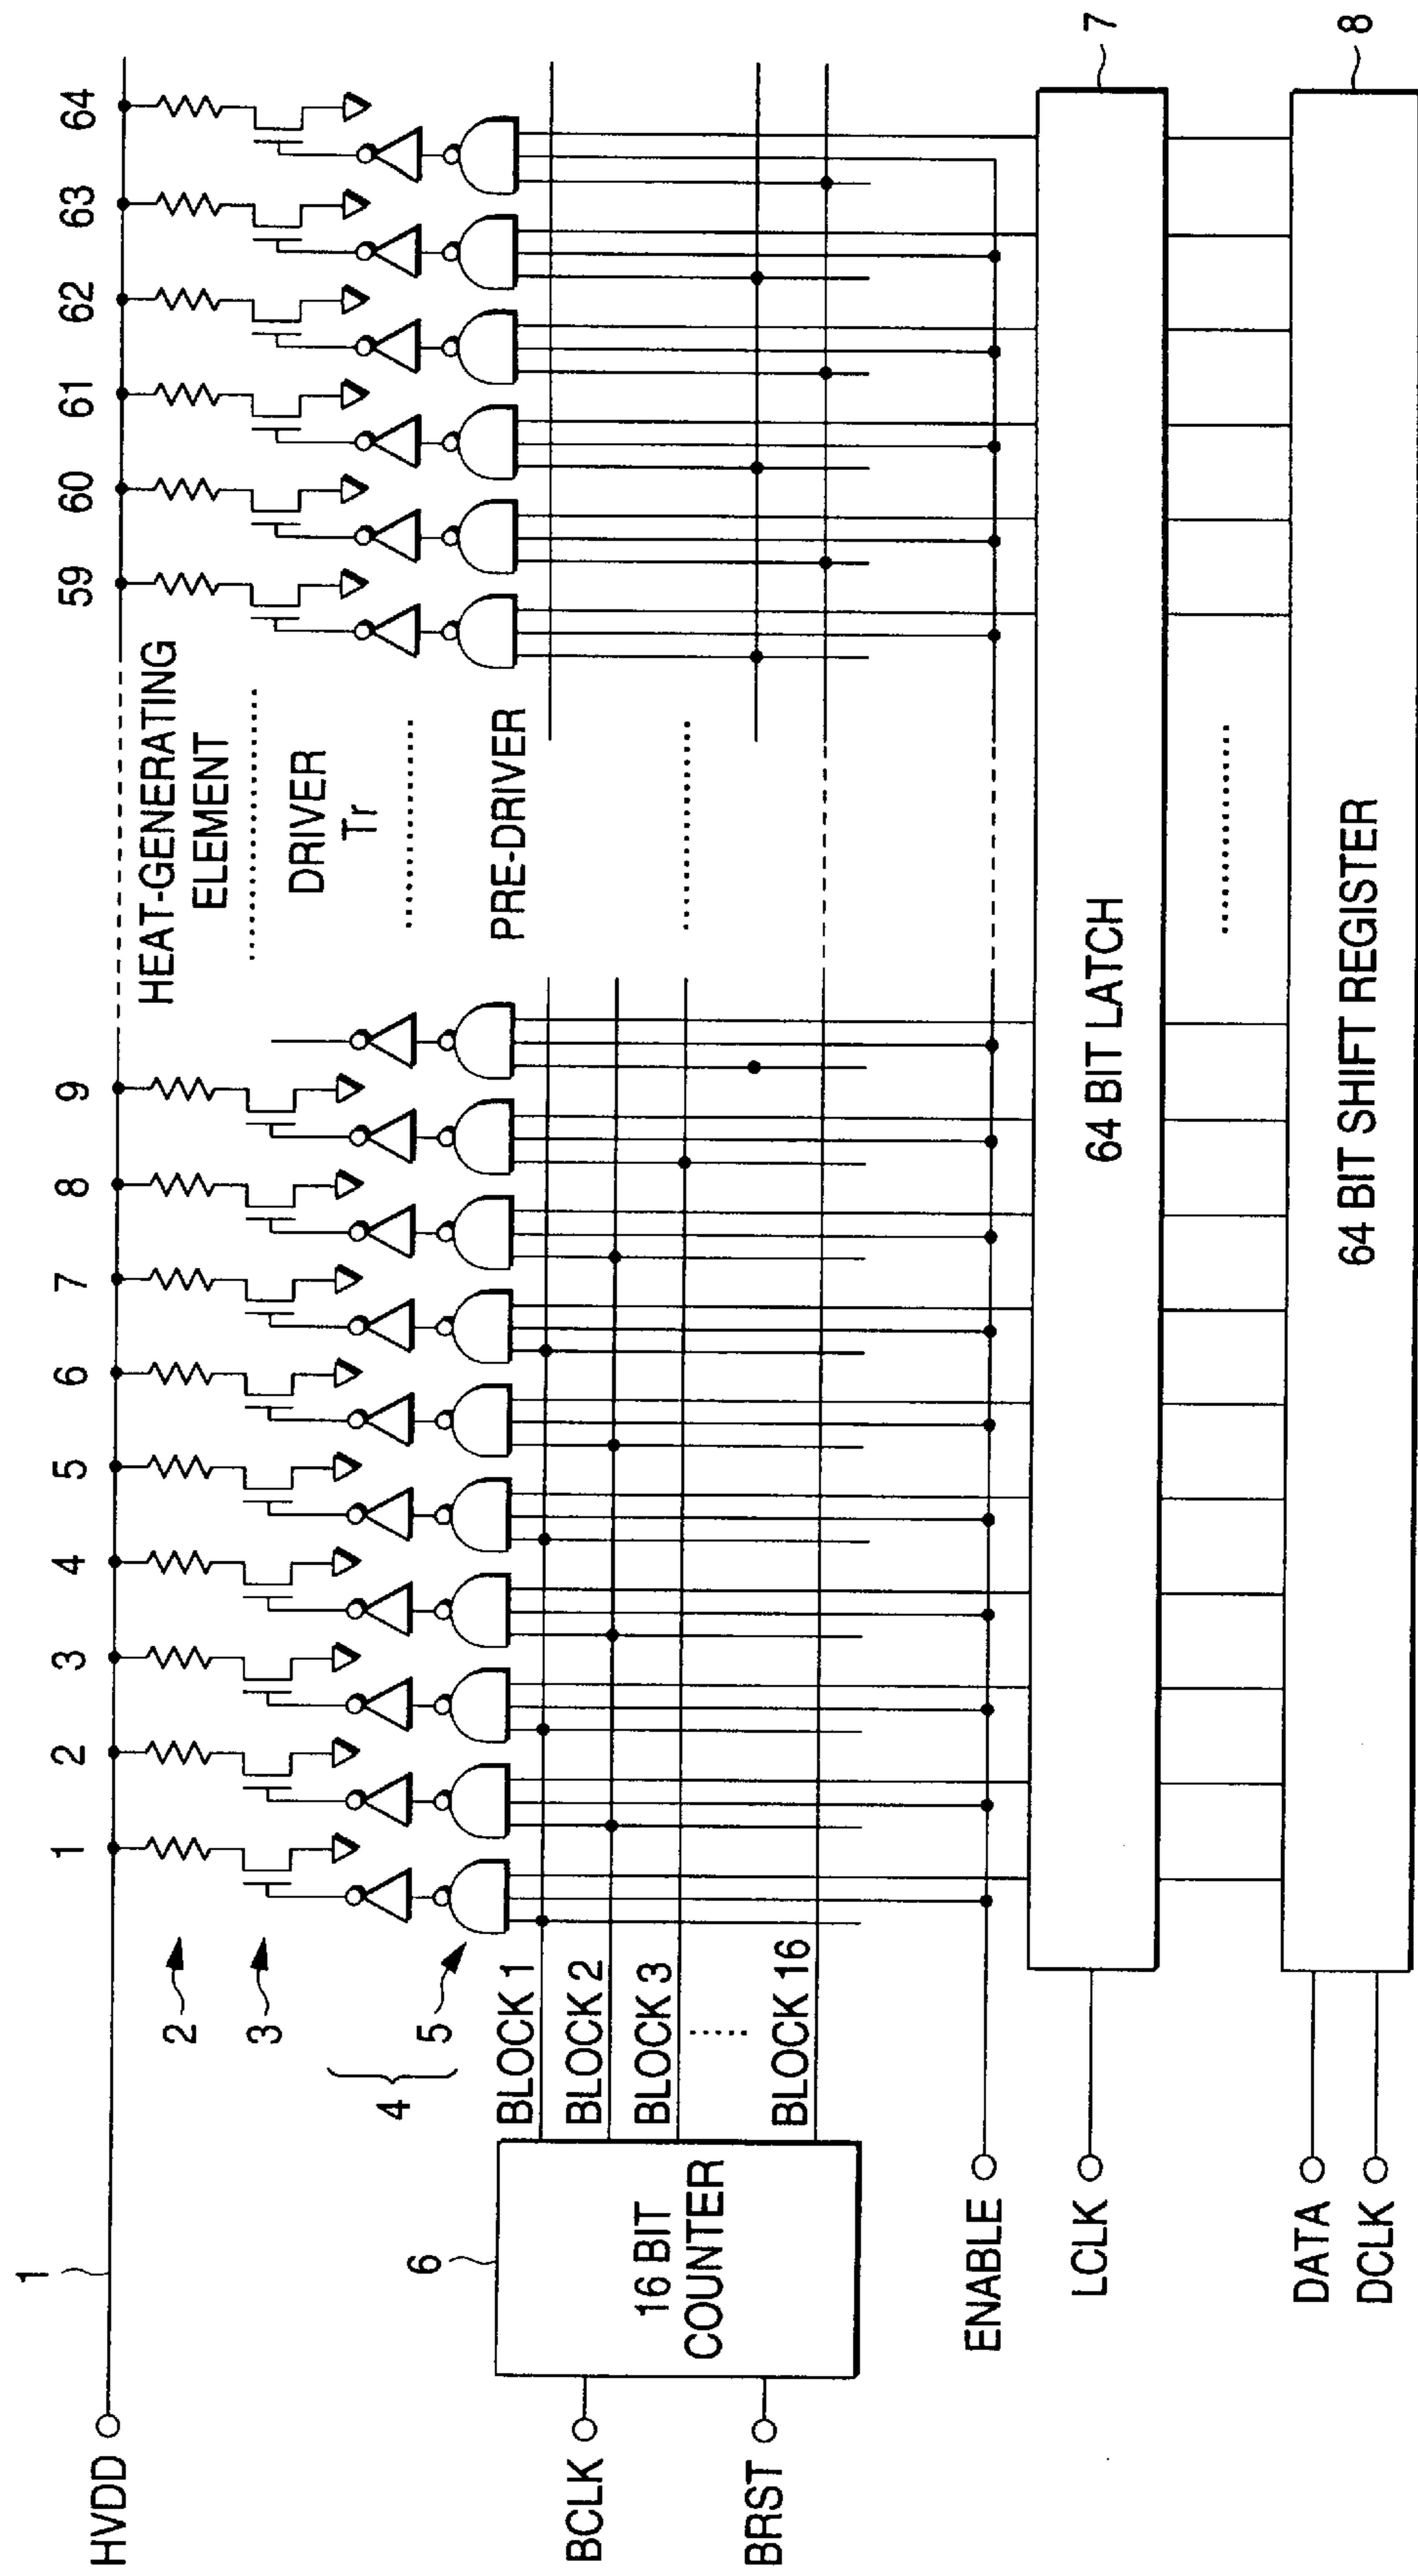 HVDD
1
1 2 3 4 5 6 7 8 9 59 60 61 62 63 64
2
HEAT-GENERATING
ELEMENT
3
DRIVER
Tr
4
5
PRE-DRIVER
BLOCK 1
BLOCK 2
BLOCK 3
BLOCK 16
6
16 BIT
COUNTER
BCLK
BRST
ENABLE
LCLK
64 BIT LATCH
7
DATA
DCLK
64 BIT SHIFT REGISTER
8